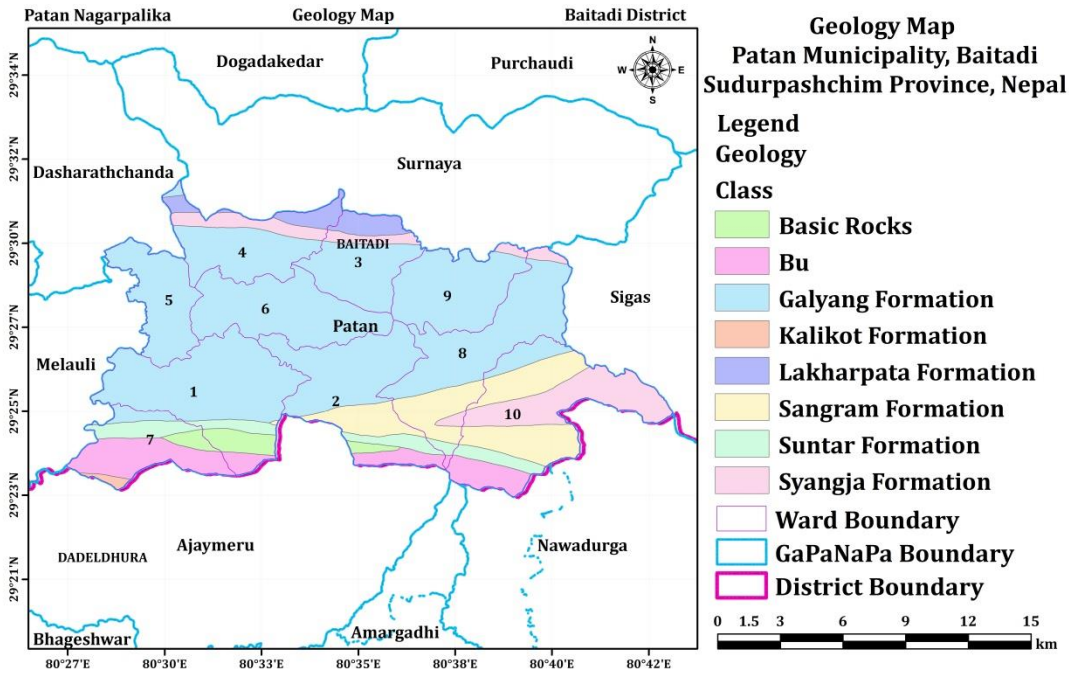 Patan Nagarpalika
Geology Map
Baitadi District
Geology Map
Patan Municipality, Baitadi
Sudurpashchim Province, Nepal
Legend
Geology
Class
Basic Rocks
Bu
Galyang Formation
Kalikot Formation
Lakharpata Formation
Sangram Formation
Suntar Formation
Syangja Formation
Ward Boundary
GaPaNaPa Boundary
District Boundary
0 1.5 3 6 9 12 15
km
N
W E
S
Dogadakedar
Purchaudi
Surnaya
Dasharathchanda
BAITADI
4
3
5
6
9
Sigas
Patan
8
Melauli
1
2
10
7
Ajaymeru
Nawadurga
DADELDHURA
Bhageshwar
Amargadhi
29°34'N
29°32'N
29°30'N
29°27'N
29°25'N
29°23'N
29°21'N
80°27'E 80°30'E 80°33'E 80°35'E 80°38'E 80°40'E 80°42'E